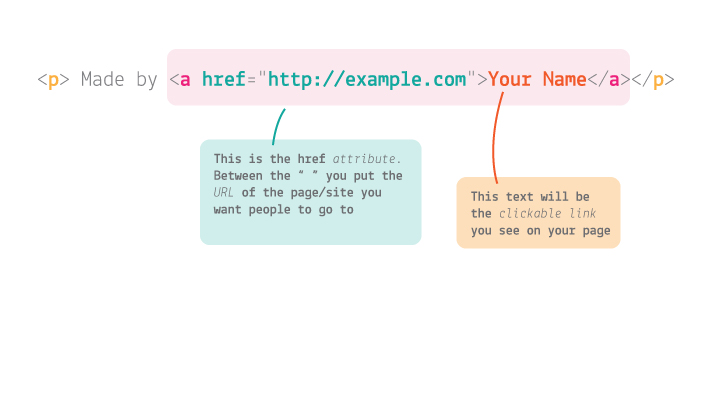 <p> Made by <a href="http://example.com">Your Name</a></p>
This is the href attribute.
Between the “ ” you put the
URL of the page/site you
want people to go to
This text will be
the clickable link
you see on your page